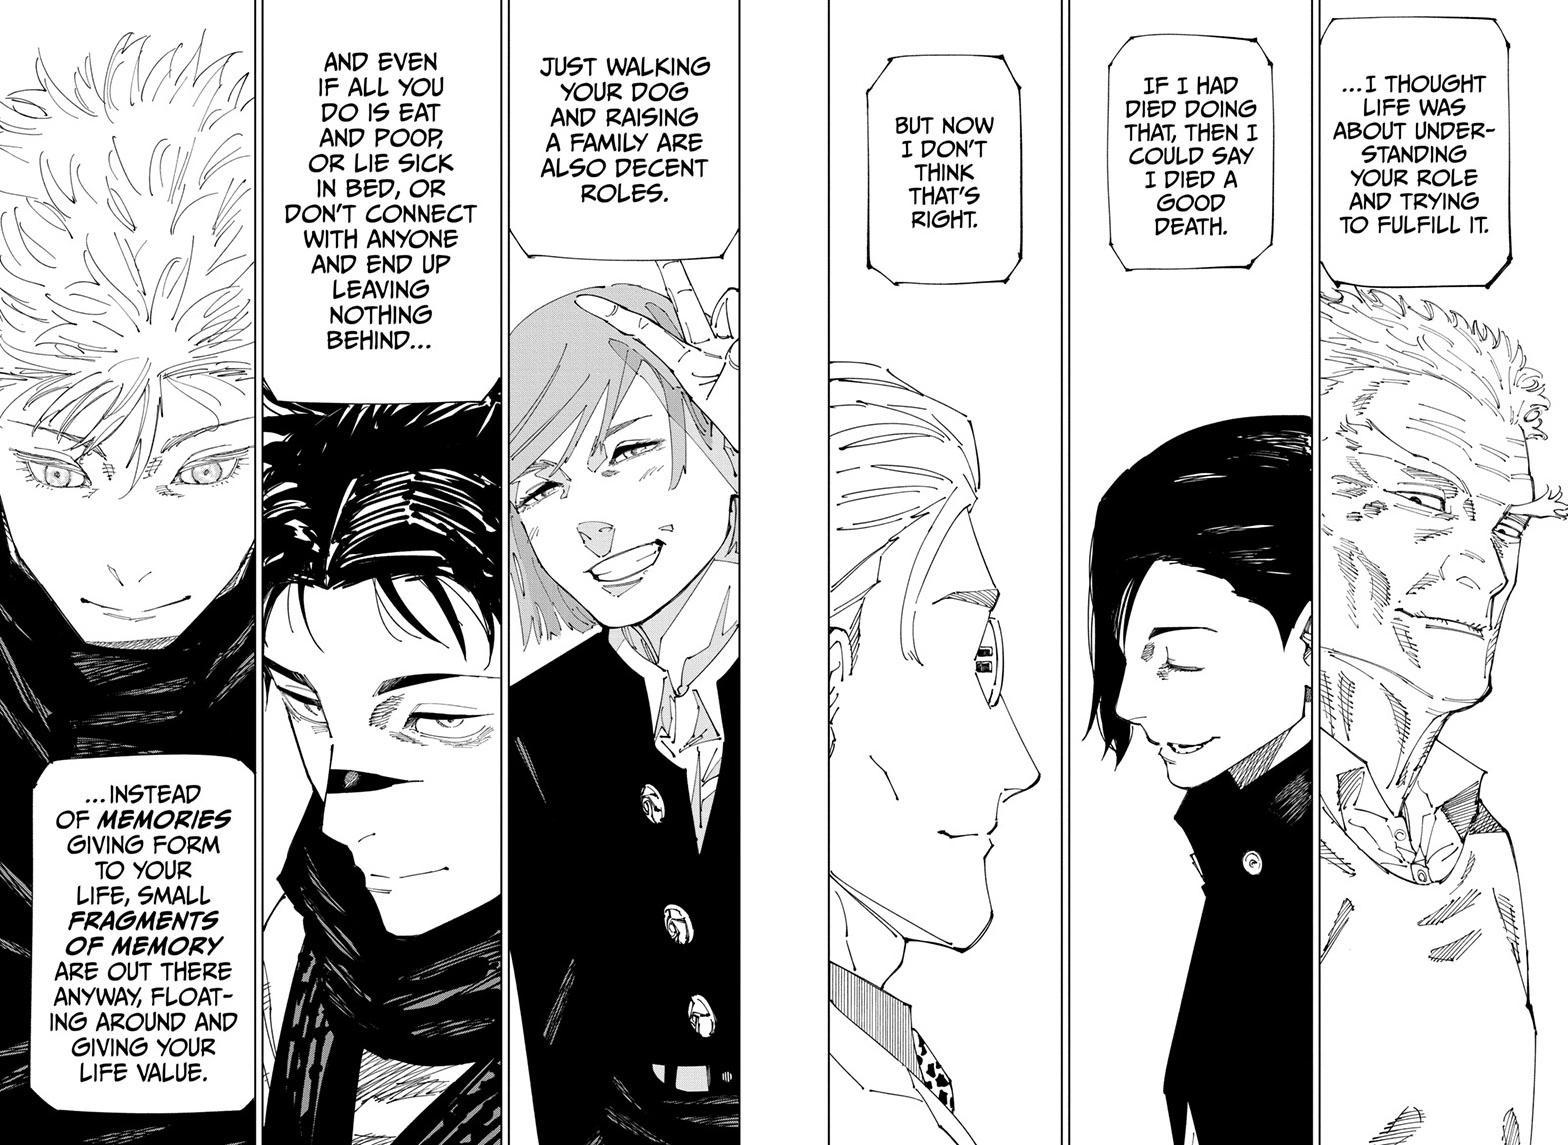 ...I THOUGHT
LIFE WAS
ABOUT UNDER-
STANDING
YOUR ROLE
AND TRYING
TO FULFILL IT.
IF I HAD
DIED DOING
THAT, THEN I
COULD SAY
I DIED A
GOOD
DEATH.
BUT NOW
I DON'T
THINK
THAT'S
RIGHT.
JUST WALKING
YOUR DOG
AND RAISING
A FAMILY ARE
ALSO DECENT
ROLES.
AND EVEN
IF ALL YOU
DO IS EAT
AND POOP,
OR LIE SICK
IN BED, OR
DON'T CONNECT
WITH ANYONE
AND END UP
LEAVING
NOTHING
BEHIND...
...INSTEAD
OF MEMORIES
GIVING FORM
TO YOUR
LIFE, SMALL
FRAGMENTS
OF MEMORY
ARE OUT THERE
ANYWAY, FLOAT-
ING AROUND AND
GIVING YOUR
LIFE VALUE.